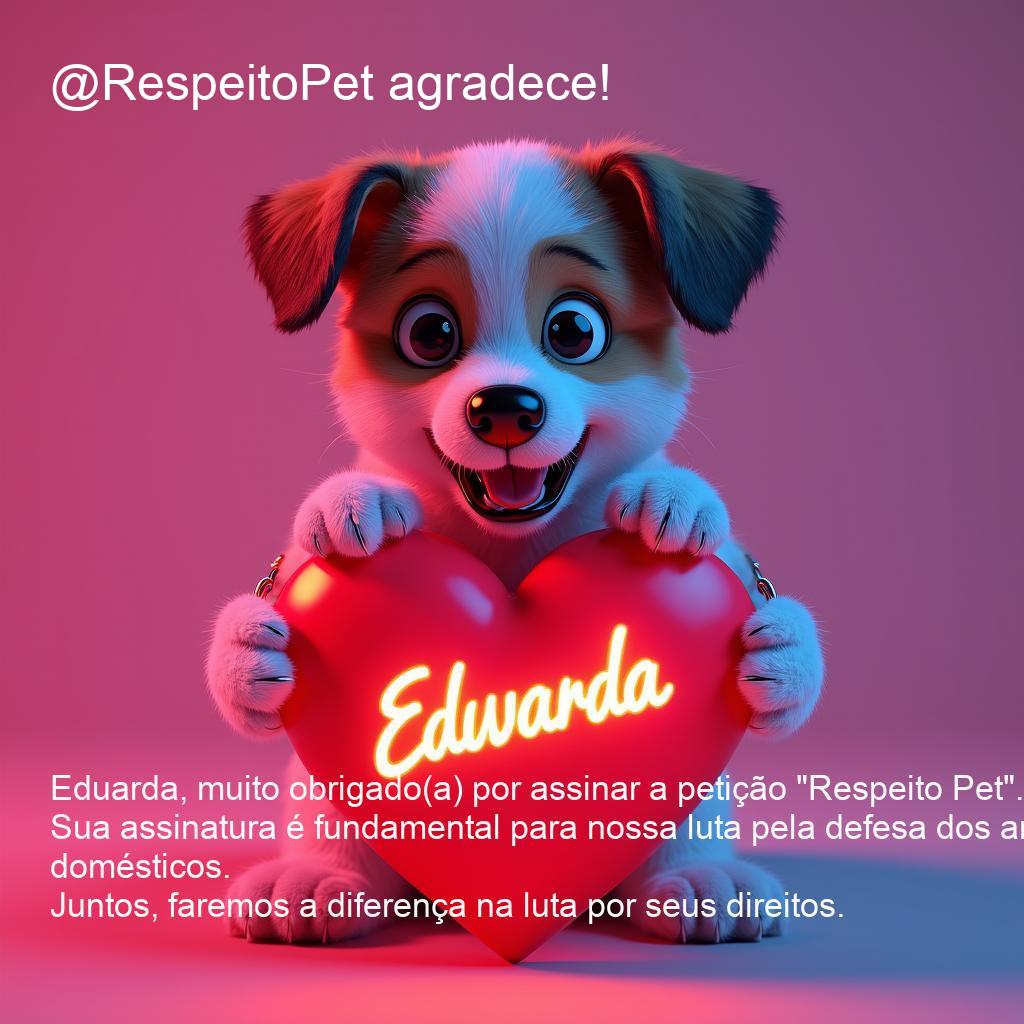 @RespeitoPet agradece!
Edwarda
Eduarda, muito obrigado(a) por assinar a petição "Respeito Pet".
Sua assinatura é fundamental para nossa luta pela defesa dos
domésticos.
Juntos, faremos a diferença na luta por seus direitos.